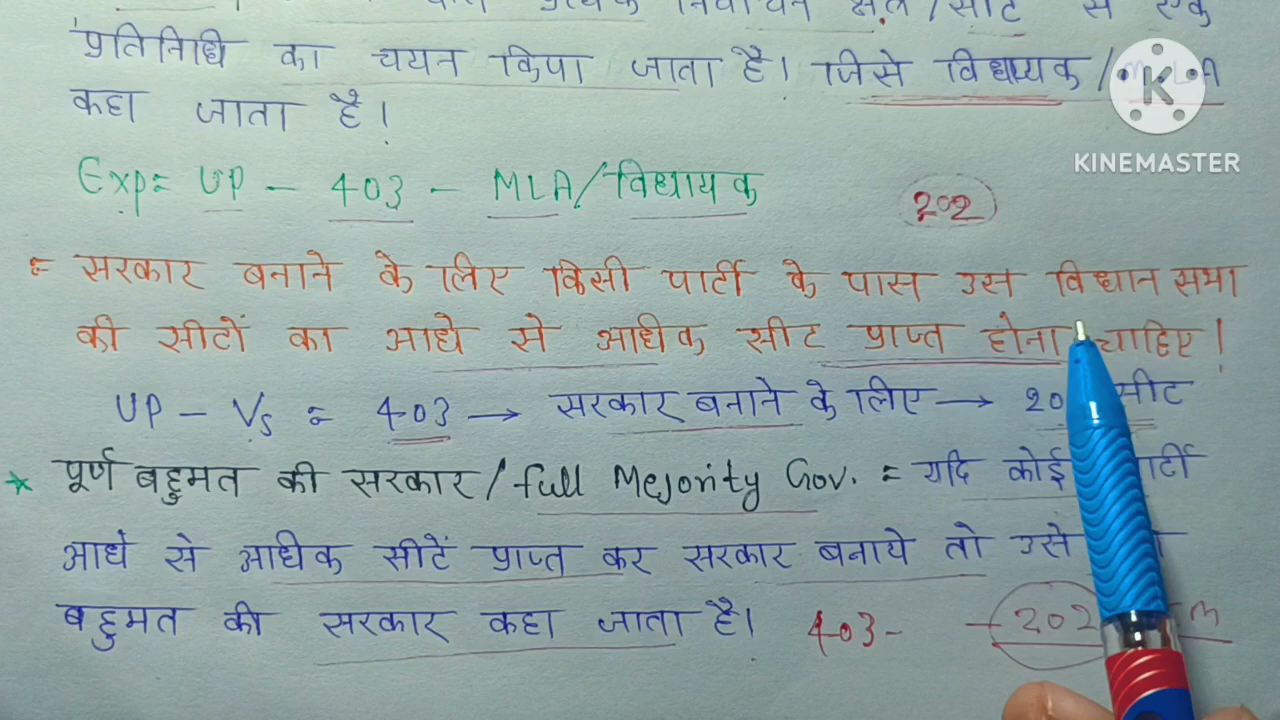 प्रतिनिधि का चयन किया जाता है। जिसे विधायक / MLA
कहा जाता है।
KINEMASTER
Exp= UP - 403 - MLA/विधायक
202
= सरकार बनाने के लिए किसी पार्टी के पास उस विधान सभा
की सीटों का आधे से अधिक सीट प्राप्त होना चाहिए!
UP - Vs = 403 → सरकार बनाने के लिए → 20 सीट
* पूर्ण बहुमत की सरकार / full Mejority Gov. = यदि कोई
आधे से अधिक सीटें प्राप्त कर सरकार बनाये तो उसे
बहुमत की सरकार कहा जाता है। 403- 202